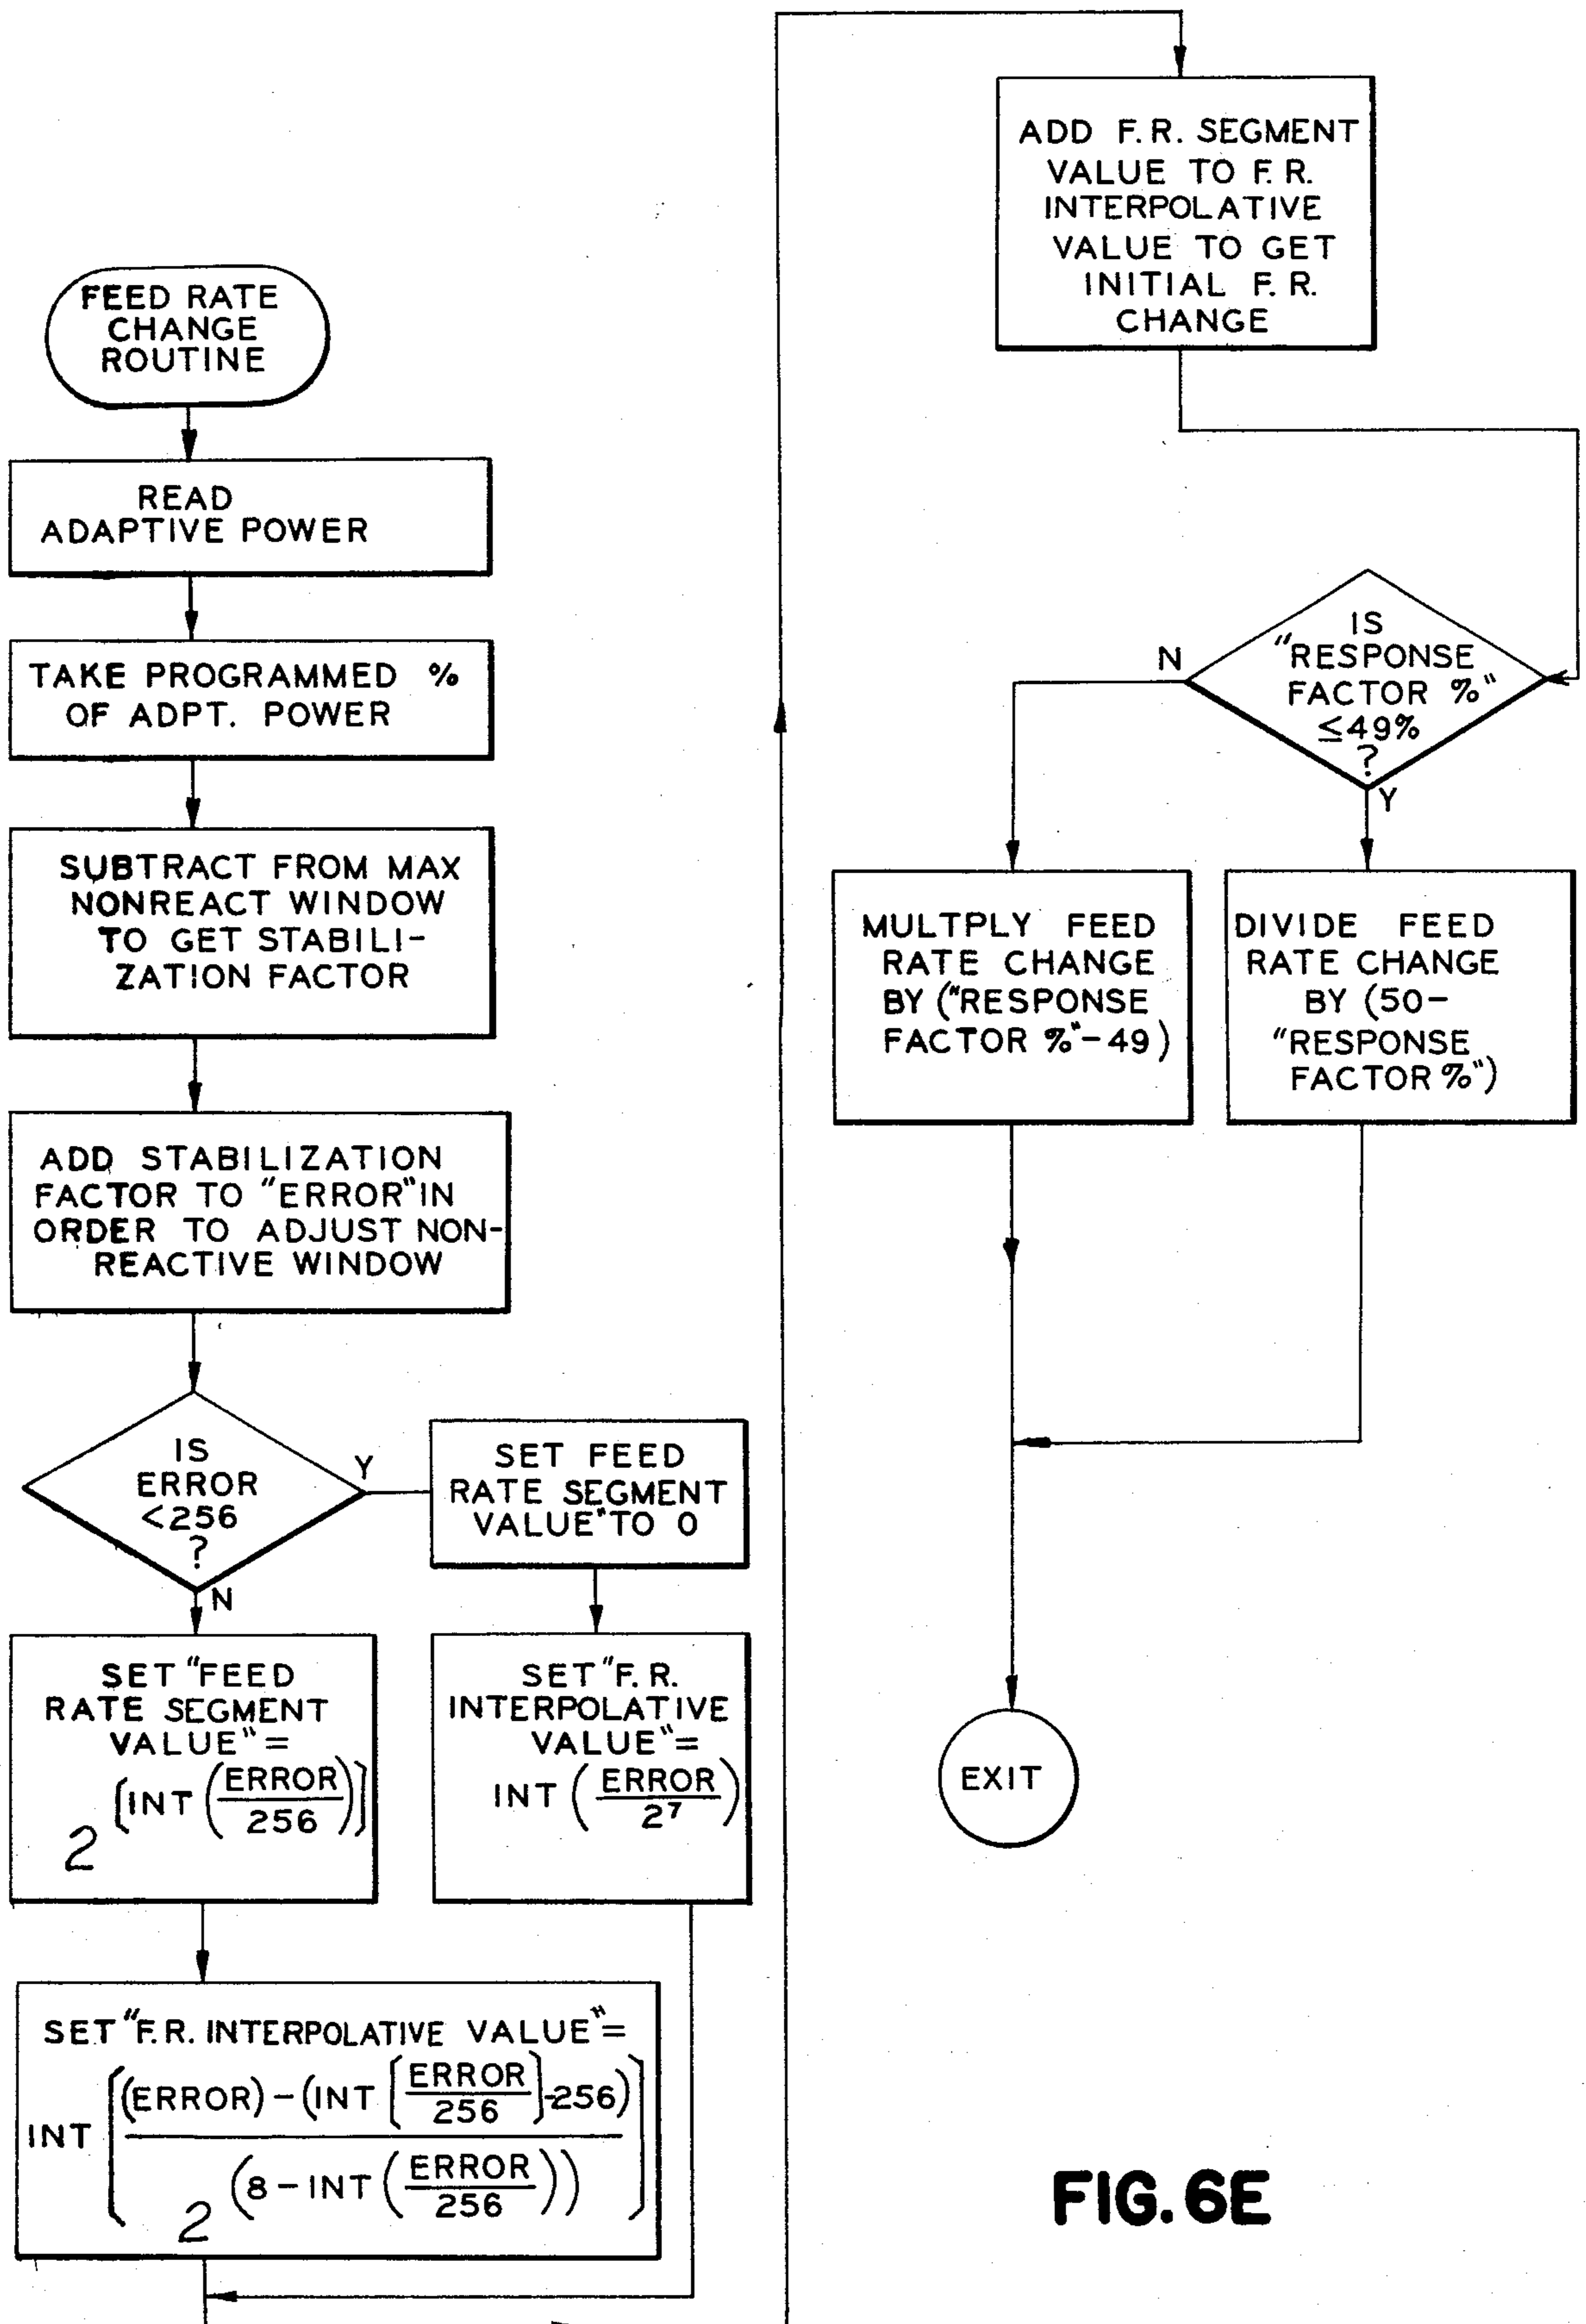 FEED RATE
CHANGE
ROUTINE
READ
ADAPTIVE POWER
TAKE PROGRAMMED %
OF ADPT. POWER
SUBTRACT FROM MAX
NONREACT WINDOW
TO GET STABILI-
ZATION FACTOR
ADD STABILIZATION
FACTOR TO "ERROR" IN
ORDER TO ADJUST NON-
REACTIVE WINDOW
IS
ERROR
<256
?
Y
N
SET FEED
RATE SEGMENT
VALUE" TO 0
SET "FEED
RATE SEGMENT
VALUE" =
2 [INT (ERROR/256)]
SET "F.R.
INTERPOLATIVE
VALUE" =
INT (ERROR/2⁷)
SET "F.R. INTERPOLATIVE VALUE" =
INT [(ERROR) - (INT [ERROR/256]-256)
2 (8 - INT (ERROR/256))]
ADD F.R. SEGMENT
VALUE TO F.R.
INTERPOLATIVE
VALUE TO GET
INITIAL F.R.
CHANGE
IS
"RESPONSE
FACTOR %"
≤49%
?
N
Y
MULTPLY FEED
RATE CHANGE
BY ("RESPONSE
FACTOR %" - 49)
DIVIDE FEED
RATE CHANGE
BY (50-
"RESPONSE
FACTOR %")
EXIT
FIG. 6E